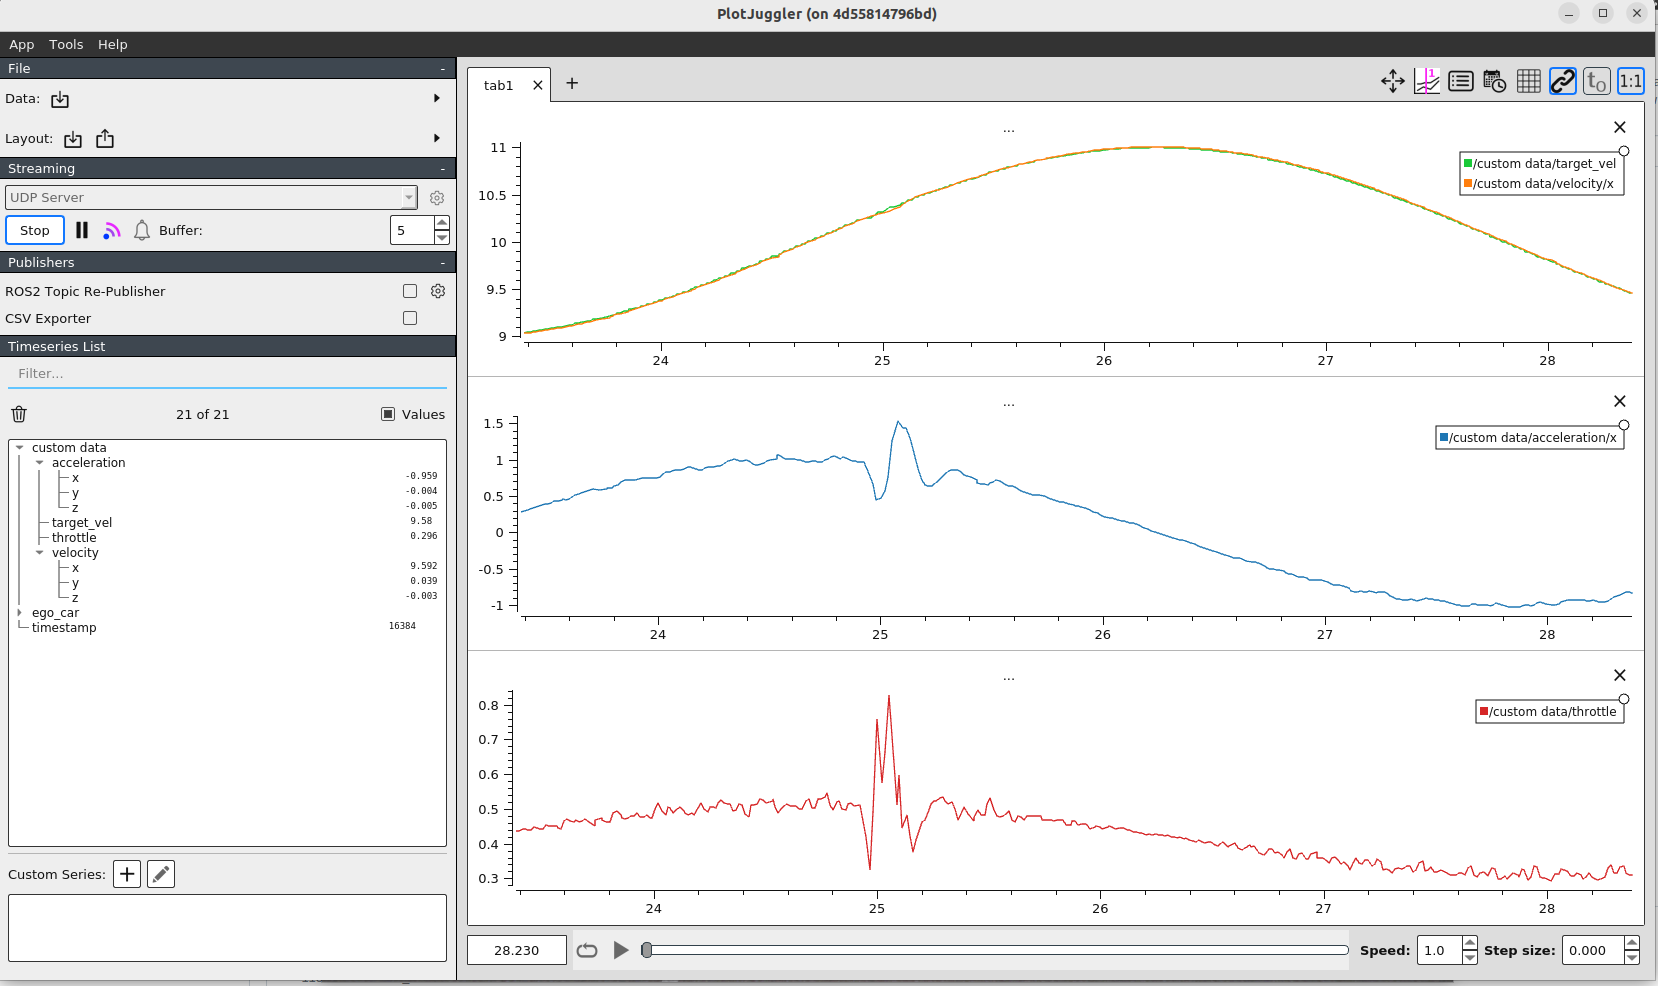 PlotJuggler (on 4d55814796bd)
App Tools Help
File -
Data:
Layout:
Streaming -
UDP Server
Stop Buffer: 5
Publishers -
ROS2 Topic Re-Publisher
CSV Exporter
Timeseries List
Filter...
21 of 21 Values
custom data
acceleration
x -0.959
y -0.004
z -0.005
target_vel 9.58
throttle 0.296
velocity
x 9.592
y 0.039
z -0.003
ego_car
timestamp 16384
Custom Series:
tab1
t0 1:1
...
/custom data/target_vel
/custom data/velocity/x
11
10.5
10
9.5
9
24 25 26 27 28
...
/custom data/acceleration/x
1.5
1
0.5
0
-0.5
-1
24 25 26 27 28
...
/custom data/throttle
0.8
0.7
0.6
0.5
0.4
0.3
24 25 26 27 28
28.230 Speed: 1.0 Step size: 0.000